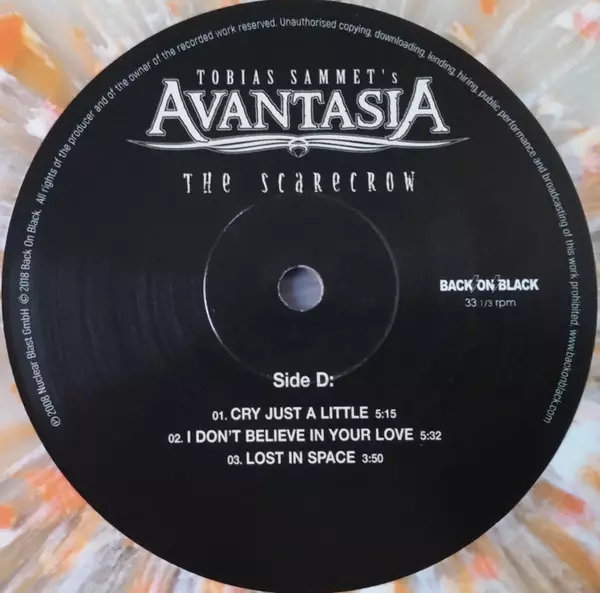 TOBIAS SAMMET's
AVANTASIA
THE SCARECROW
BACK ON BLACK
33 1/3 rpm
Side D:
01. CRY JUST A LITTLE 5:15
02. I DON'T BELIEVE IN YOUR LOVE 5:32
03. LOST IN SPACE 3:50
℗ 2008 Nuclear Blast GmbH © 2018 Back On Black. All rights of the producer and of the owner of the recorded work reserved. Unauthorised copying, downloading, lending, hiring, public performance and broadcasting of this work prohibited. www.backonblack.com